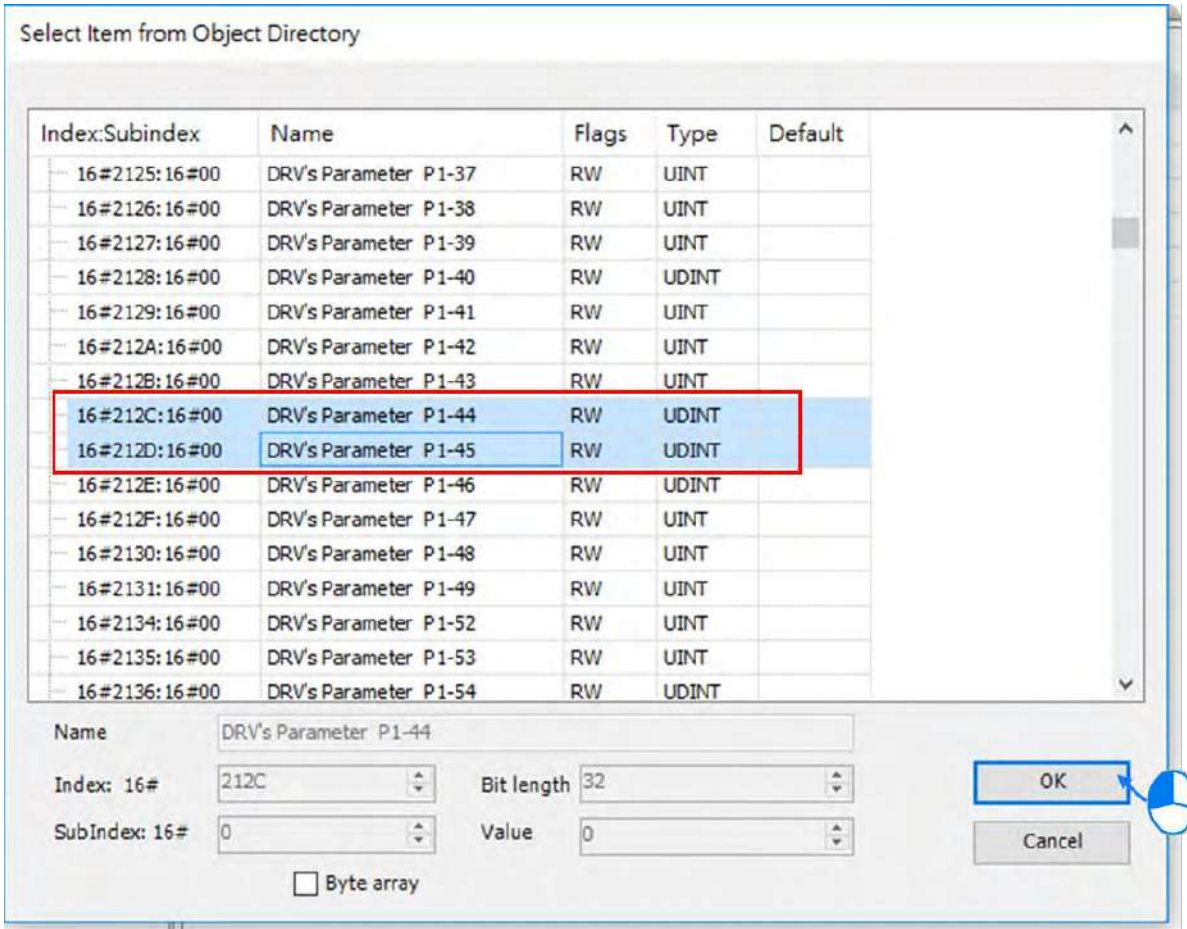 Select Item from Object Directory
Index:Subindex Name Flags Type Default
16#2125:16#00 DRV's Parameter P1-37 RW UINT
16#2126:16#00 DRV's Parameter P1-38 RW UINT
16#2127:16#00 DRV's Parameter P1-39 RW UINT
16#2128:16#00 DRV's Parameter P1-40 RW UDINT
16#2129:16#00 DRV's Parameter P1-41 RW UINT
16#212A:16#00 DRV's Parameter P1-42 RW UINT
16#212B:16#00 DRV's Parameter P1-43 RW UINT
16#212C:16#00 DRV's Parameter P1-44 RW UDINT
16#212D:16#00 DRV's Parameter P1-45 RW UDINT
16#212E:16#00 DRV's Parameter P1-46 RW UDINT
16#212F:16#00 DRV's Parameter P1-47 RW UINT
16#2130:16#00 DRV's Parameter P1-48 RW UINT
16#2131:16#00 DRV's Parameter P1-49 RW UINT
16#2134:16#00 DRV's Parameter P1-52 RW UINT
16#2135:16#00 DRV's Parameter P1-53 RW UINT
16#2136:16#00 DRV's Parameter P1-54 RW UDINT
Name DRV's Parameter P1-44
Index: 16# 212C Bit length 32 OK
SubIndex: 16# 0 Value 0 Cancel
Byte array